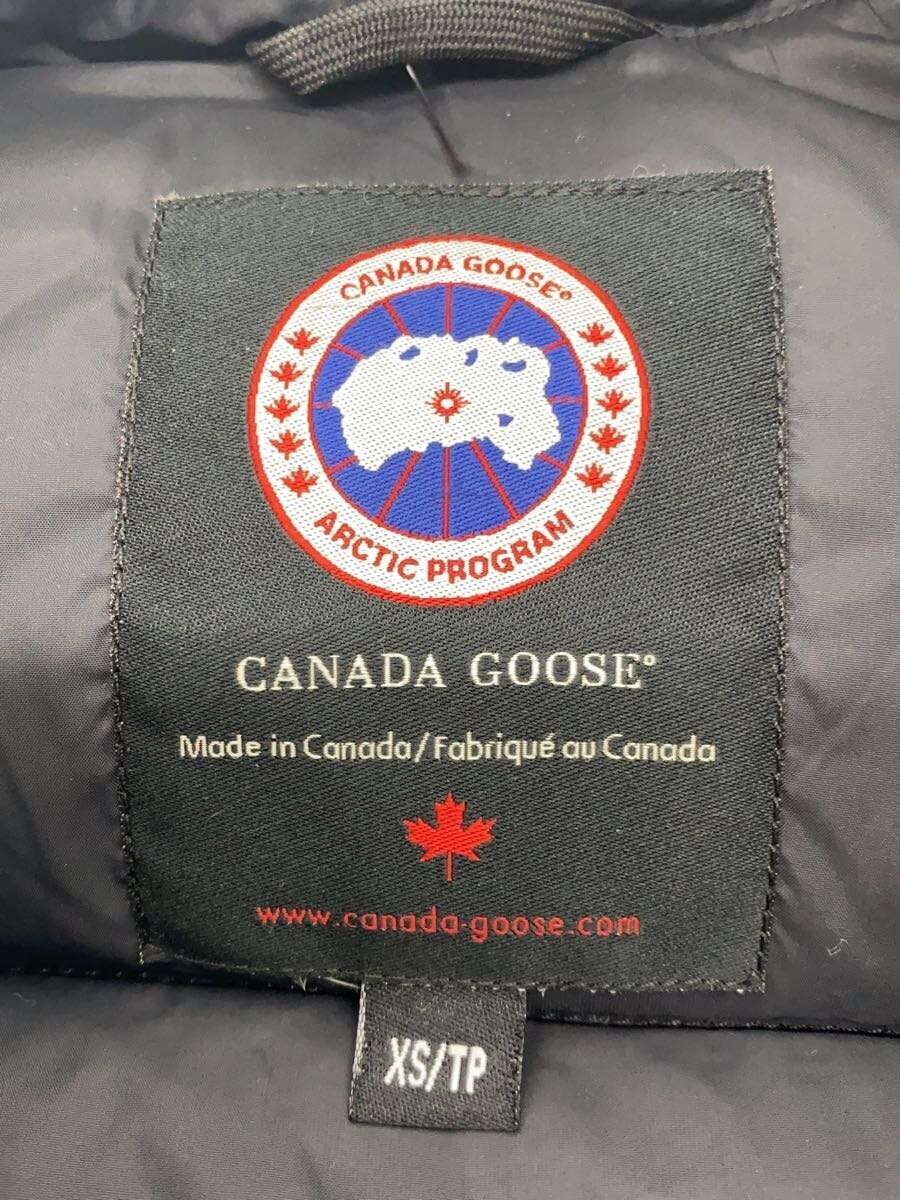 CANADA GOOSE®
ARCTIC PROGRAM
CANADA GOOSE®
Made in Canada/Fabriqué au Canada
www.canada-goose.com
XS/TP